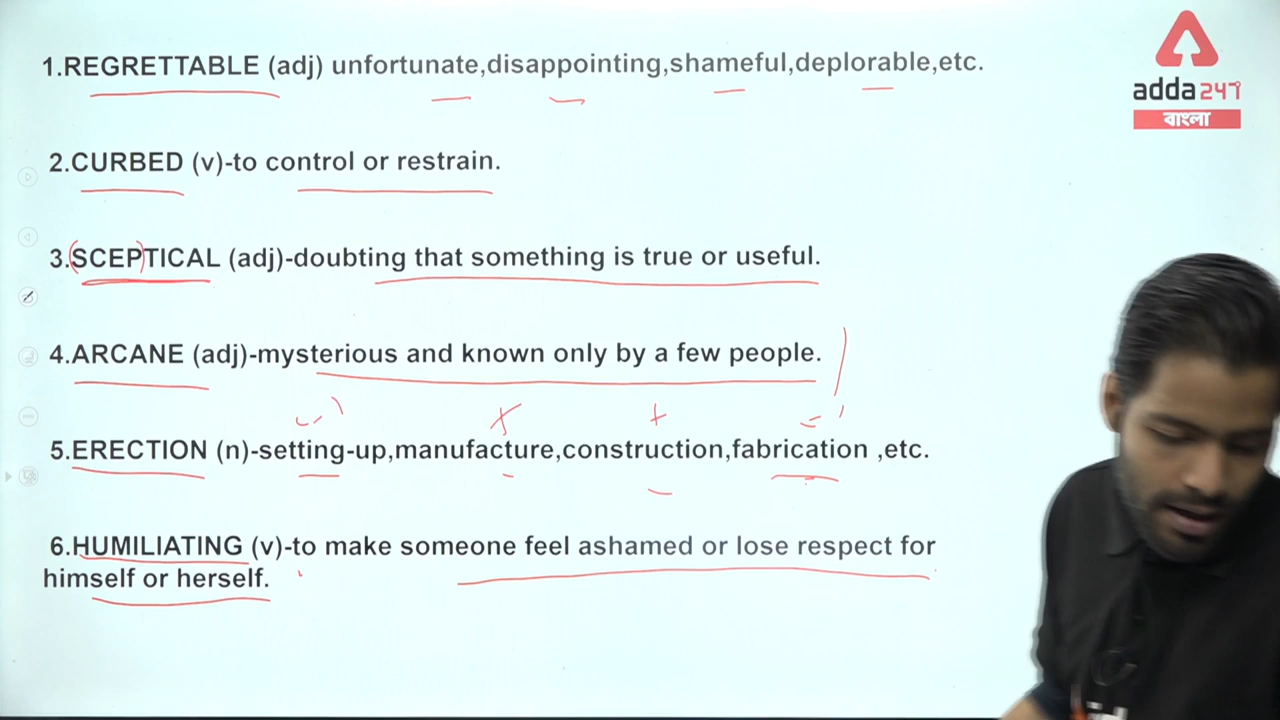 1.REGRETTABLE (adj) unfortunate,disappointing,shameful,deplorable,etc.
adda247
বাংলা
2.CURBED (v)-to control or restrain.
3.SCEPTICAL (adj)-doubting that something is true or useful.
4.ARCANE (adj)-mysterious and known only by a few people.
5.ERECTION (n)-setting-up,manufacture,construction,fabrication ,etc.
6.HUMILIATING (v)-to make someone feel ashamed or lose respect for
himself or herself.